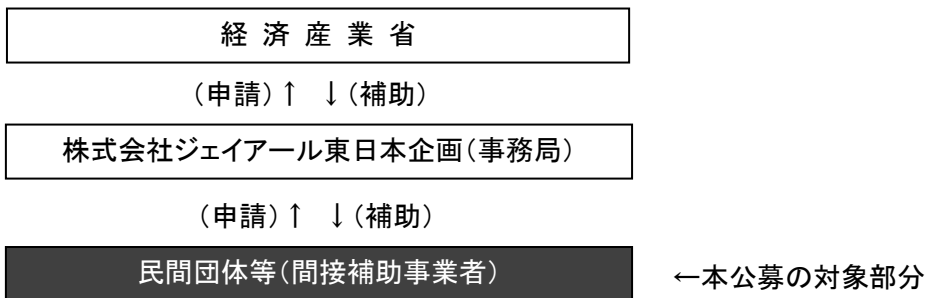 経 済 産 業 省
（申請）↑ ↓（補助）
株式会社ジェイアール東日本企画（事務局）
（申請）↑ ↓（補助）
民間団体等（間接補助事業者） ←本公募の対象部分